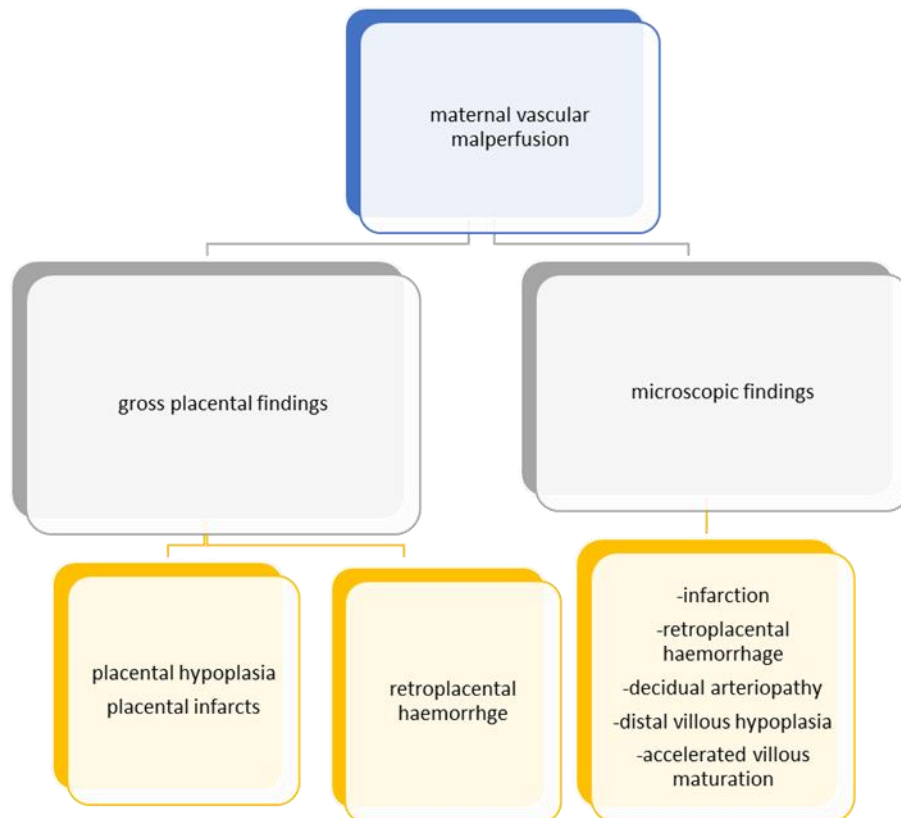 maternal vascular
malperfusion
gross placental findings
microscopic findings
placental hypoplasia
placental infarcts
retroplacental
haemorrhge
-infarction
-retroplacental
haemorrhage
-decidual arteriopathy
-distal villous hypoplasia
-accelerated villous
maturation